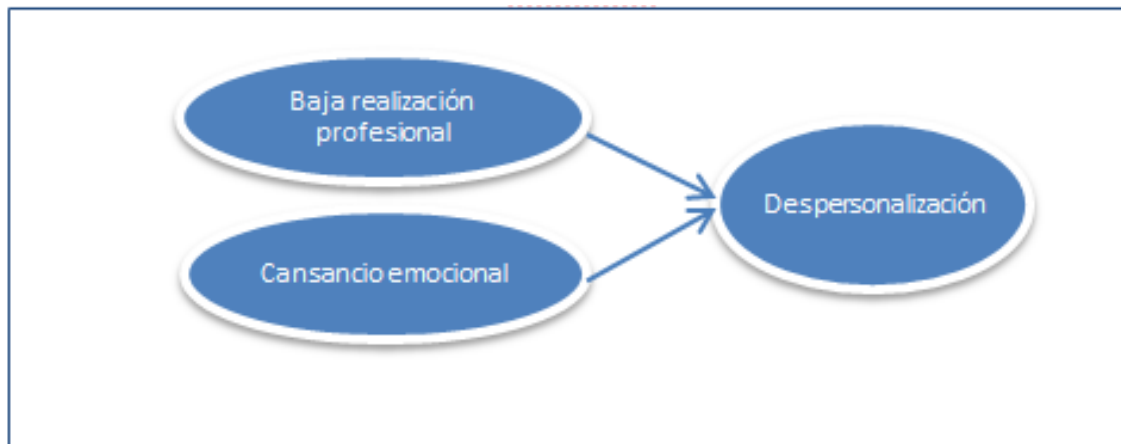 Baja realización
profesional
Despersonalización
Cansancio emocional